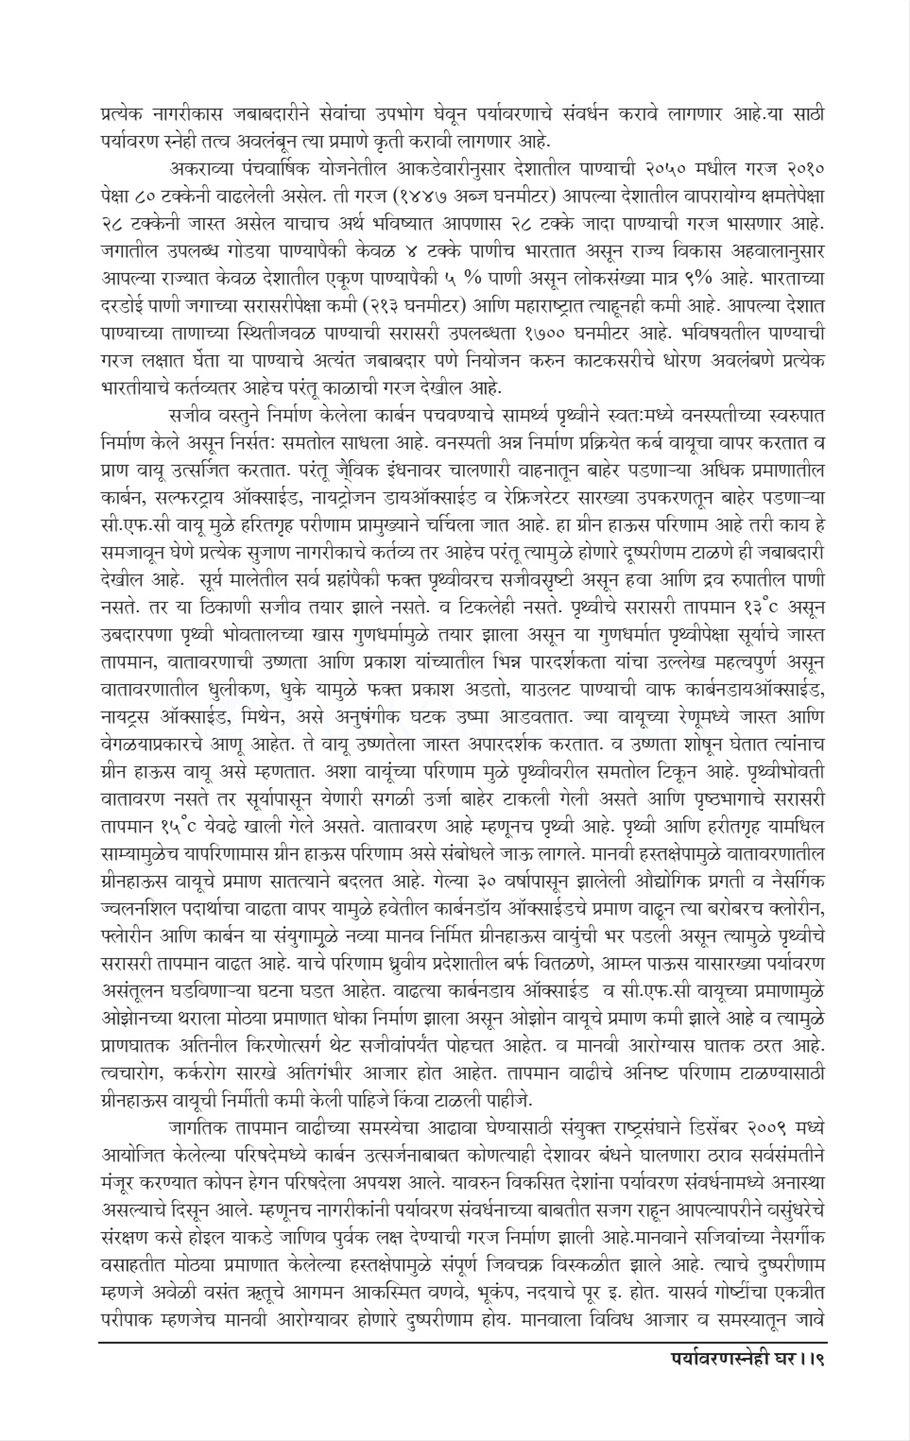 प्रत्येक नागरीकास जबाबदारीने सेवांचा उपभोग घेवून पर्यावरणाचे संवर्धन करावे लागणार आहे.या साठी
पर्यावरण स्नेही तत्व अवलंबून त्या प्रमाणे कृती करावी लागणार आहे.
अकराव्या पंचवार्षिक योजनेतील आकडेवारीनुसार देशातील पाण्याची २०५० मधील गरज २०१०
पेक्षा ८० टक्केनी वाढलेली असेल. ती गरज (१४४७ अब्ज घनमीटर) आपल्या देशातील वापरायोग्य क्षमतेपेक्षा
२८ टक्केनी जास्त असेल याचाच अर्थ भविष्यात आपणास २८ टक्के जादा पाण्याची गरज भासणार आहे.
जगातील उपलब्ध गोडया पाण्यापैकी केवळ ४ टक्के पाणीच भारतात असून राज्य विकास अहवालानुसार
आपल्या राज्यात केवळ देशातील एकूण पाण्यापैकी ५ % पाणी असून लोकसंख्या मात्र ९% आहे. भारताच्या
दरडोई पाणी जगाच्या सरासरीपेक्षा कमी (२१३ घनमीटर) आणि महाराष्ट्रात त्याहूनही कमी आहे. आपल्या देशात
पाण्याच्या ताणाच्या स्थितीजवळ पाण्याची सरासरी उपलब्धता १७०० घनमीटर आहे. भविषयतील पाण्याची
गरज लक्षात र्घेता या पाण्याचे अत्यंत जबाबदार पणे नियोजन करुन काटकसरीचे धोरण अवलंबणे प्रत्येक
भारतीयाचे कर्तव्यतर आहेच परंतू काळाची गरज देखील आहे.
सजीव वस्तुने निर्माण केलेला कार्बन पचवण्याचे सामर्थ्य पृथ्वीने स्वत:मध्ये वनस्पतीच्या स्वरुपात
निर्माण केले असून निर्सत: समतोल साधला आहे. वनस्पती अन्न निर्माण प्रक्रियेत कर्ब वायूचा वापर करतात व
प्राण वायू उत्सर्जित करतात. परंतू जैविक इंधनावर चालणारी वाहनातून बाहेर पडणाऱ्या अधिक प्रमाणातील
कार्बन, सल्फरट्राय ऑक्साईड, नायट्रोजन डायऑक्साईड व रेफ्रिजरेटर सारख्या उपकरणतून बाहेर पडणाऱ्या
सी.एफ.सी वायू मुळे हरितगृह परीणाम प्रामुख्याने चर्चिला जात आहे. हा ग्रीन हाऊस परिणाम आहे तरी काय हे
समजावून घेणे प्रत्येक सुजाण नागरीकाचे कर्तव्य तर आहेच परंतू त्यामुळे होणारे दूष्परीणम टाळणे ही जबाबदारी
देखील आहे. सूर्य मालेतील सर्व ग्रहांपैकी फक्त पृथ्वीवरच सजीवसृष्टी असून हवा आणि द्रव रुपातील पाणी
नसते. तर या ठिकाणी सजीव तयार झाले नसते. व टिकलेही नसते. पृथ्वीचे सरासरी तापमान १३°c असून
उबदारपणा पृथ्वी भोवतालच्या खास गुणधर्मामुळे तयार झाला असून या गुणधर्मात पृथ्वीपेक्षा सूर्याचे जास्त
तापमान, वातावरणाची उष्णता आणि प्रकाश यांच्यातील भिन्न पारदर्शकता यांचा उल्लेख महत्वपुर्ण असून
वातावरणातील धुलीकण, धुके यामुळे फक्त प्रकाश अडतो, याउलट पाण्याची वाफ कार्बनडायऑक्साईड,
नायट्रस ऑक्साईड, मिथेन, असे अनुषंगीक घटक उष्मा आडवतात. ज्या वायूच्या रेणूमध्ये जास्त आणि
वेगळयाप्रकारचे आणू आहेत. ते वायू उष्णतेला जास्त अपारदर्शक करतात. व उष्णता शोषून घेतात त्यांनाच
ग्रीन हाऊस वायू असे म्हणतात. अशा वायूंच्या परिणाम मुळे पृथ्वीवरील समतोल टिकून आहे. पृथ्वीभोवती
वातावरण नसते तर सूर्यापासून येणारी सगळी उर्जा बाहेर टाकली गेली असते आणि पृष्ठभागाचे सरासरी
तापमान १५°c येवढे खाली गेले असते. वातावरण आहे म्हणूनच पृथ्वी आहे. पृथ्वी आणि हरीतगृह यामधिल
साम्यामुळेच यापरिणामास ग्रीन हाऊस परिणाम असे संबोधले जाऊ लागले. मानवी हस्तक्षेपामुळे वातावरणातील
ग्रीनहाऊस वायूचे प्रमाण सातत्याने बदलत आहे. गेल्या ३० वर्षापासून झालेली औद्योगिक प्रगती व नैसर्गिक
ज्वलनशिल पदार्थाचा वाढता वापर यामुळे हवेतील कार्बनडॉय ऑक्साईडचे प्रमाण वाढून त्या बरोबरच क्लोरीन,
फ्लोरीन आणि कार्बन या संयुगामूळे नव्या मानव निर्मित ग्रीनहाऊस वायुंची भर पडली असून त्यामुळे पृथ्वीचे
सरासरी तापमान वाढत आहे. याचे परिणाम ध्रुवीय प्रदेशातील बर्फ वितळणे, आम्ल पाऊस यासारख्या पर्यावरण
असंतूलन घडविणाऱ्या घटना घडत आहेत. वाढत्या कार्बनडाय ऑक्साईड व सी.एफ.सी वायूच्या प्रमाणामुळे
ओझोनच्या थराला मोठया प्रमाणात धोका निर्माण झाला असून ओझोन वायूचे प्रमाण कमी झाले आहे व त्यामुळे
प्राणघातक अतिनील किरणोत्सर्ग थेट सजीवांपर्यंत पोहचत आहेत. व मानवी आरोग्यास घातक ठरत आहे.
त्वचारोग, कर्करोग सारखे अतिगंभीर आजार होत आहेत. तापमान वाढीचे अनिष्ट परिणाम टाळण्यासाठी
ग्रीनहाऊस वायूची निर्मीती कमी केली पाहिजे किंवा टाळली पाहीजे.
जागतिक तापमान वाढीच्या समस्येचा आढावा घेण्यासाठी संयुक्त राष्ट्रसंघाने डिसेंबर २००९ मध्ये
आयोजित केलेल्या परिषदेमध्ये कार्बन उत्सर्जनाबाबत कोणत्याही देशावर बंधने घालणारा ठराव सर्वसंमतीने
मंजूर करण्यात कोपन हेगन परिषदेला अपयश आले. यावरुन विकसित देशांना पर्यावरण संवर्धनामध्ये अनास्था
असल्याचे दिसून आले. म्हणूनच नागरीकांनी पर्यावरण संवर्धनाच्या बाबतीत सजग राहून आपल्यापरीने वसुंधरेचे
संरक्षण कसे होइल याकडे जाणिव पुर्वक लक्ष देण्याची गरज निर्माण झाली आहे.मानवाने सजिवांच्या नैसर्गीक
वसाहतीत मोठया प्रमाणात केलेल्या हस्तक्षेपामुळे संपूर्ण जिवचक्र विस्कळीत झाले आहे. त्याचे दुष्परीणाम
म्हणजे अवेळी वसंत ऋतूचे आगमन आकस्मित वणवे, भूकंप, नदयाचे पूर इ. होत. यासर्व गोष्टींचा एकत्रीत
परीपाक म्हणजेच मानवी आरोग्यावर होणारे दुष्परीणाम होय. मानवाला विविध आजार व समस्यातून जावे
पर्यावरणस्नेही घर।।९